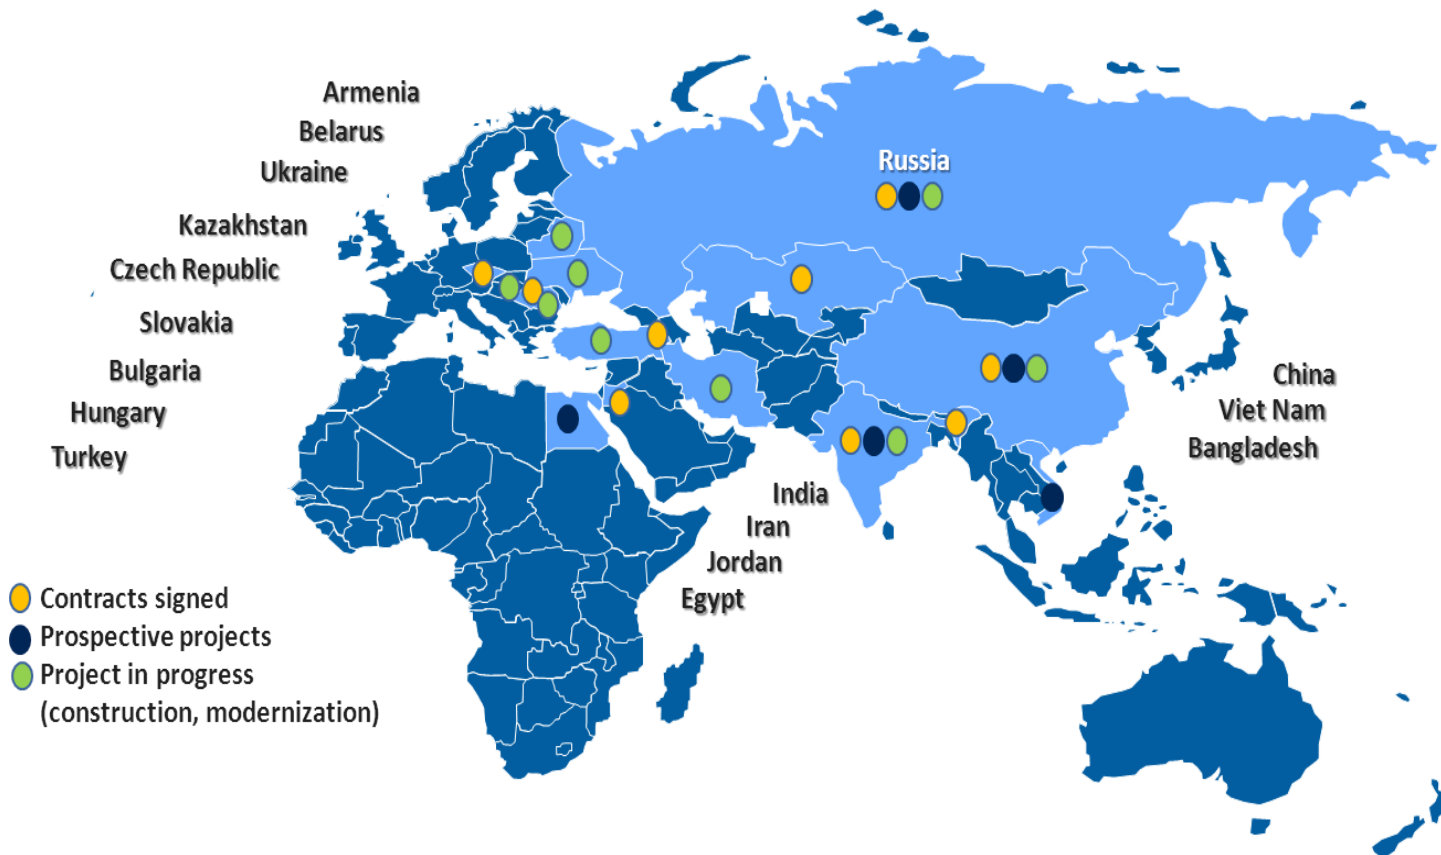 Armenia
Belarus
Ukraine
Kazakhstan
Czech Republic
Slovakia
Bulgaria
Hungary
Turkey
Russia
China
Viet Nam
Bangladesh
India
Iran
Jordan
Egypt
Contracts signed
Prospective projects
Project in progress
(construction, modernization)